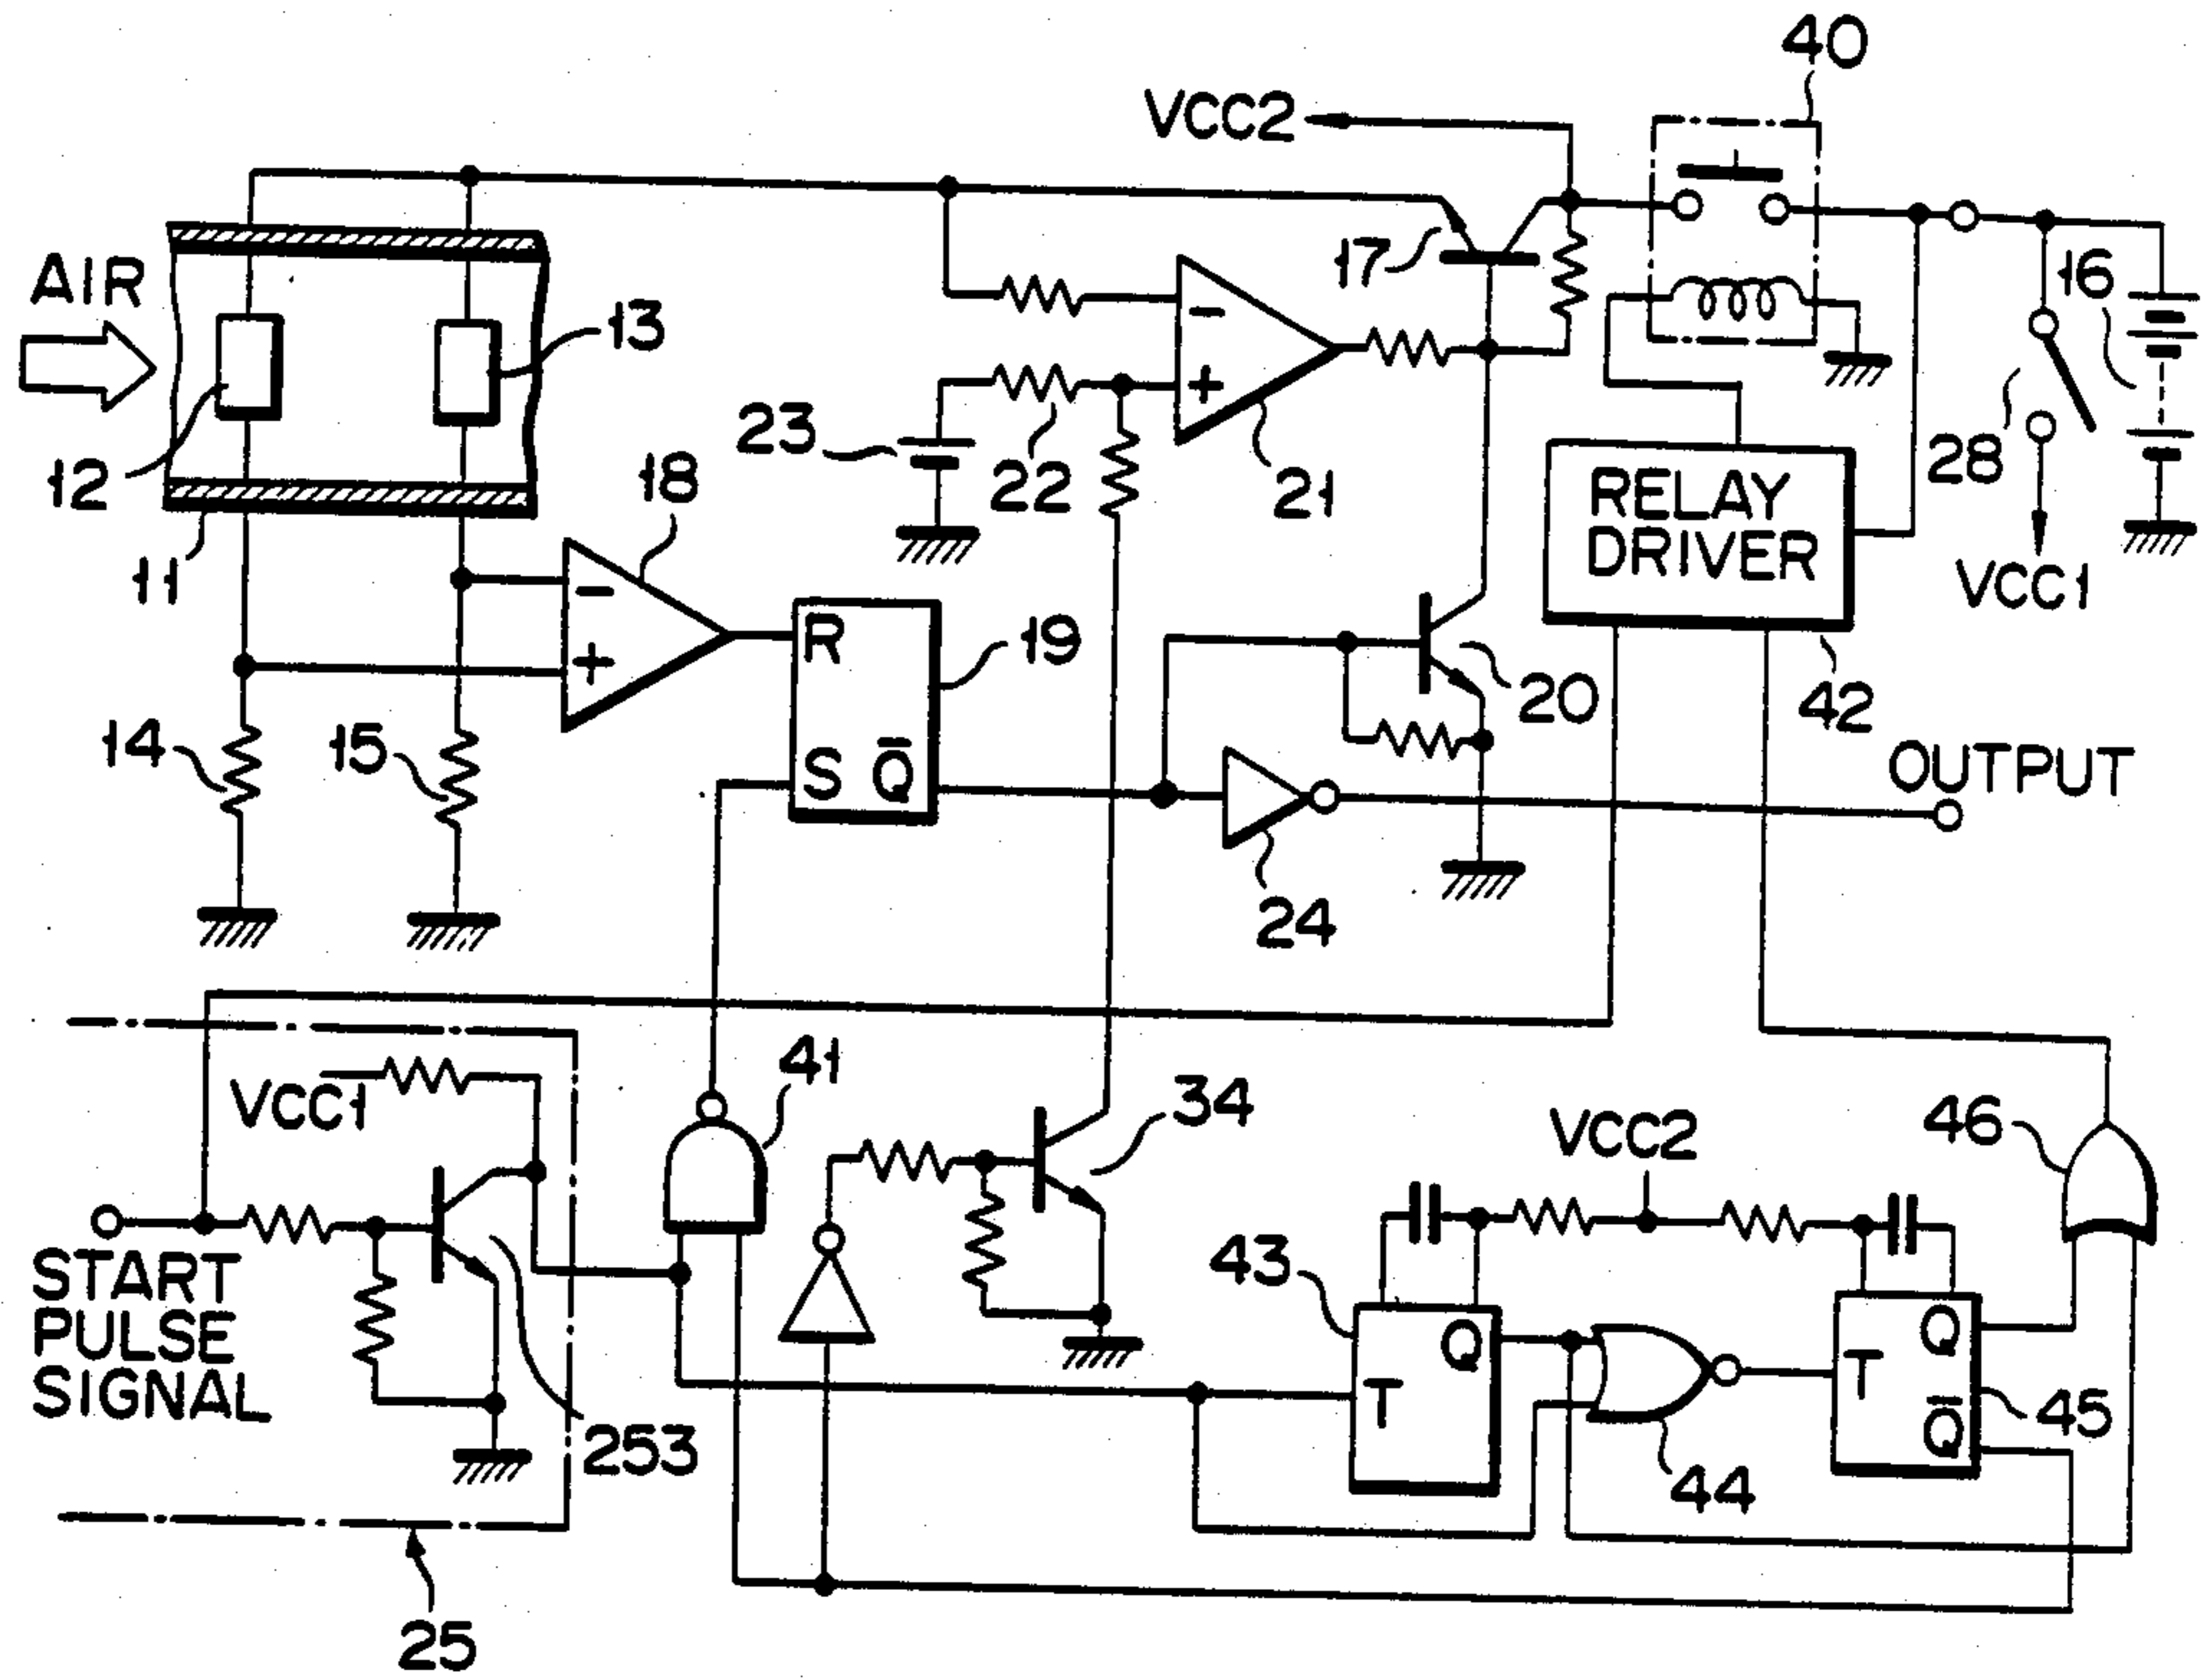 40
VCC2
17
16
AIR
13
23
22
21
28
12
18
RELAY
DRIVER
VCC1
11
R
19
20
42
14
15
S Q̄
OUTPUT
24
41
VCC1
34
VCC2
46
START
PULSE
SIGNAL
43
Q
T
Q
T
Q̄
45
253
44
25
-
+
-
+